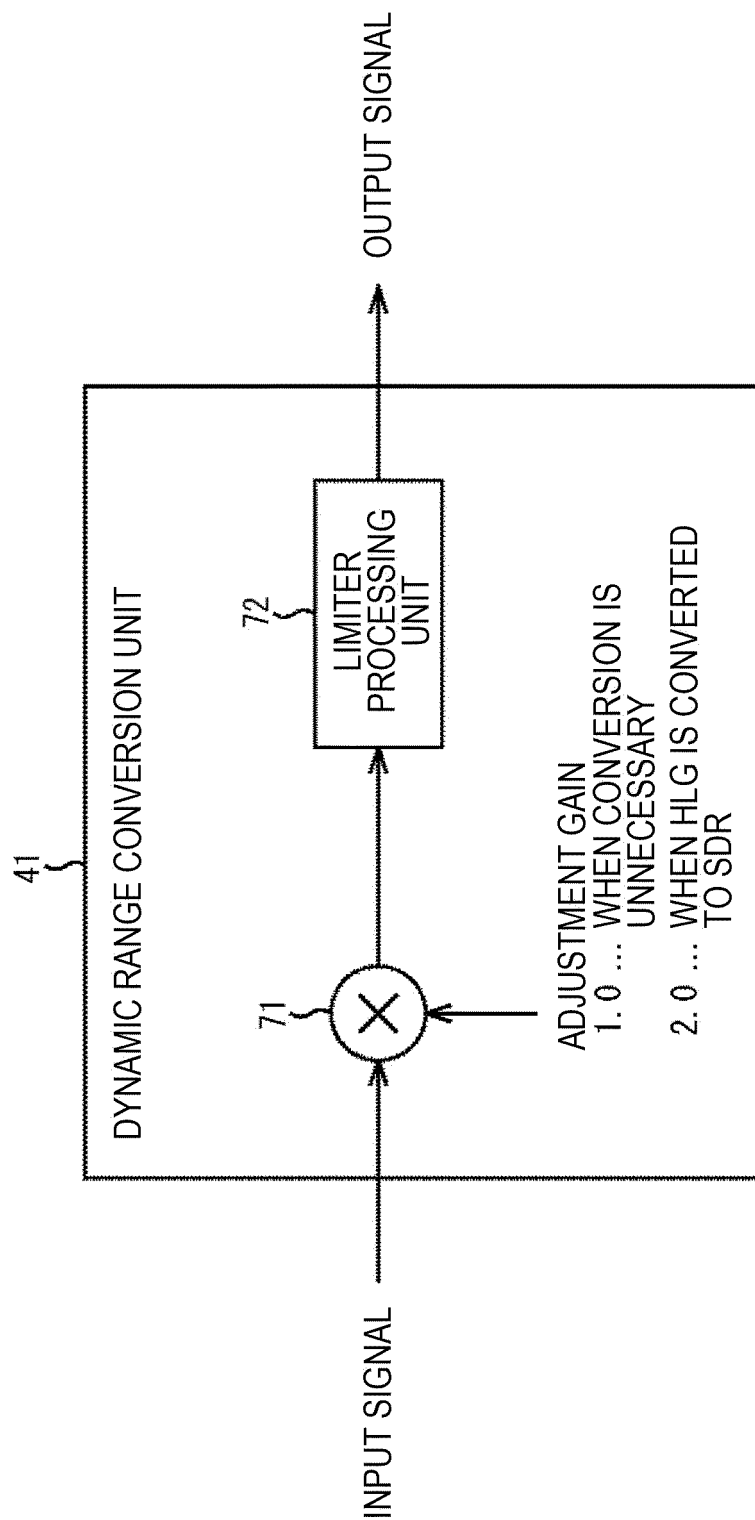 41
DYNAMIC RANGE CONVERSION UNIT
72
LIMITER
PROCESSING
UNIT
71
INPUT SIGNAL
OUTPUT SIGNAL
ADJUSTMENT GAIN
1.0 ... WHEN CONVERSION IS
UNNECESSARY
2.0 ... WHEN HLG IS CONVERTED
TO SDR